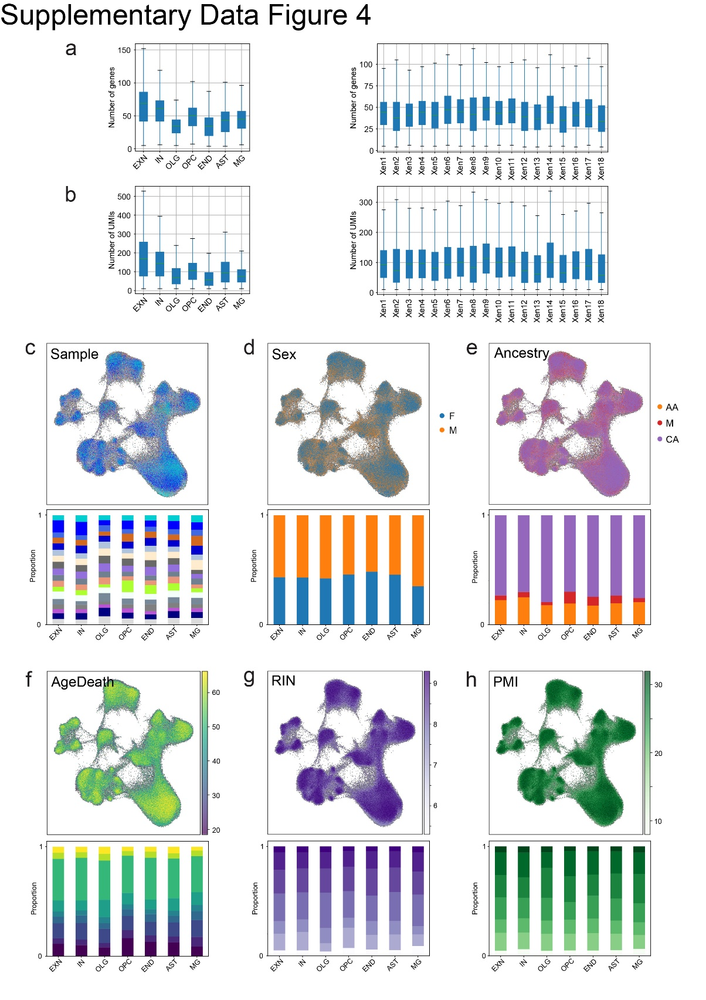 Supplementary Data Figure 4
a
Number of genes
150
100
50
0
EXN IN OLG OPC END AST MG
Number of genes
100
75
50
25
0
Xen1 Xen2 Xen3 Xen4 Xen5 Xen6 Xen7 Xen8 Xen9 Xen10 Xen11 Xen12 Xen13 Xen14 Xen15 Xen16 Xen17 Xen18
b
Number of UMIs
500
400
300
200
100
0
EXN IN OLG OPC END AST MG
Number of UMIs
300
200
100
0
Xen1 Xen2 Xen3 Xen4 Xen5 Xen6 Xen7 Xen8 Xen9 Xen10 Xen11 Xen12 Xen13 Xen14 Xen15 Xen16 Xen17 Xen18
c
Sample
Proportion
1
0
EXN IN OLG OPC END AST MG
d
Sex
F
M
Proportion
1
0
EXN IN OLG OPC END AST MG
e
Ancestry
AA
M
CA
Proportion
1
0
EXN IN OLG OPC END AST MG
f
AgeDeath
60
50
40
30
20
Proportion
1
0
EXN IN OLG OPC END AST MG
g
RIN
9
8
7
6
Proportion
1
0
EXN IN OLG OPC END AST MG
h
PMI
30
20
10
Proportion
1
0
EXN IN OLG OPC END AST MG